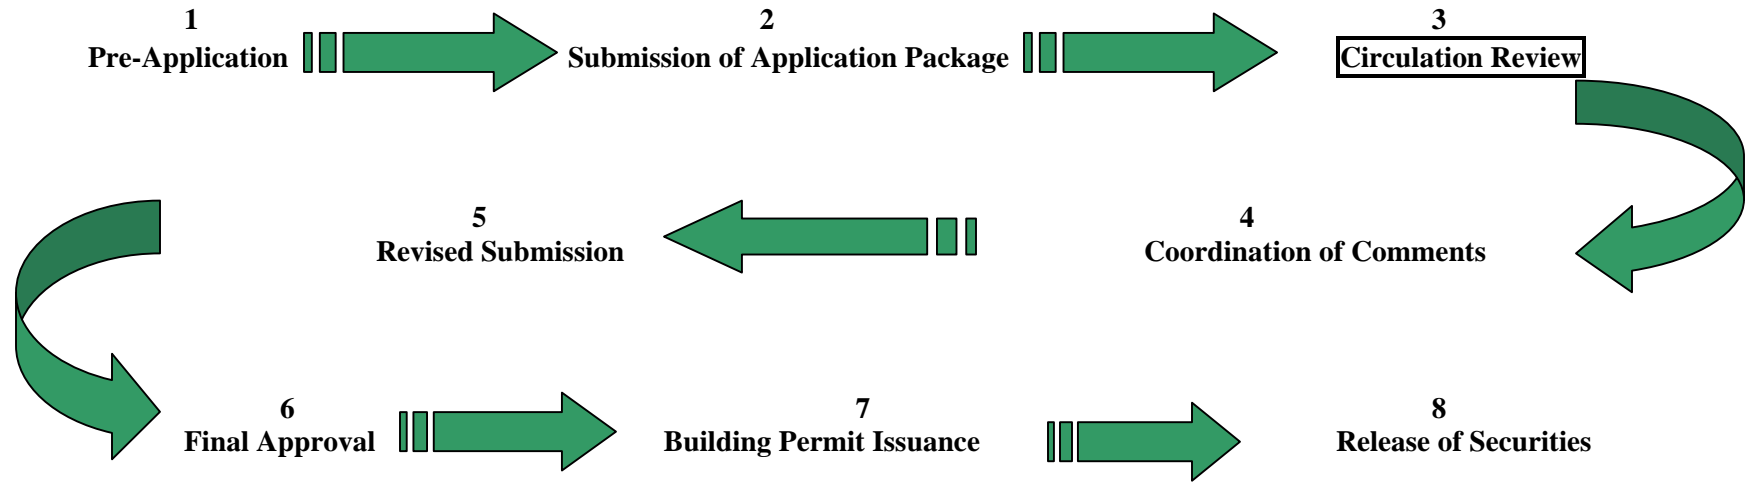 1
Pre-Application
2
Submission of Application Package
3
Circulation Review
4
Coordination of Comments
5
Revised Submission
6
Final Approval
7
Building Permit Issuance
8
Release of Securities